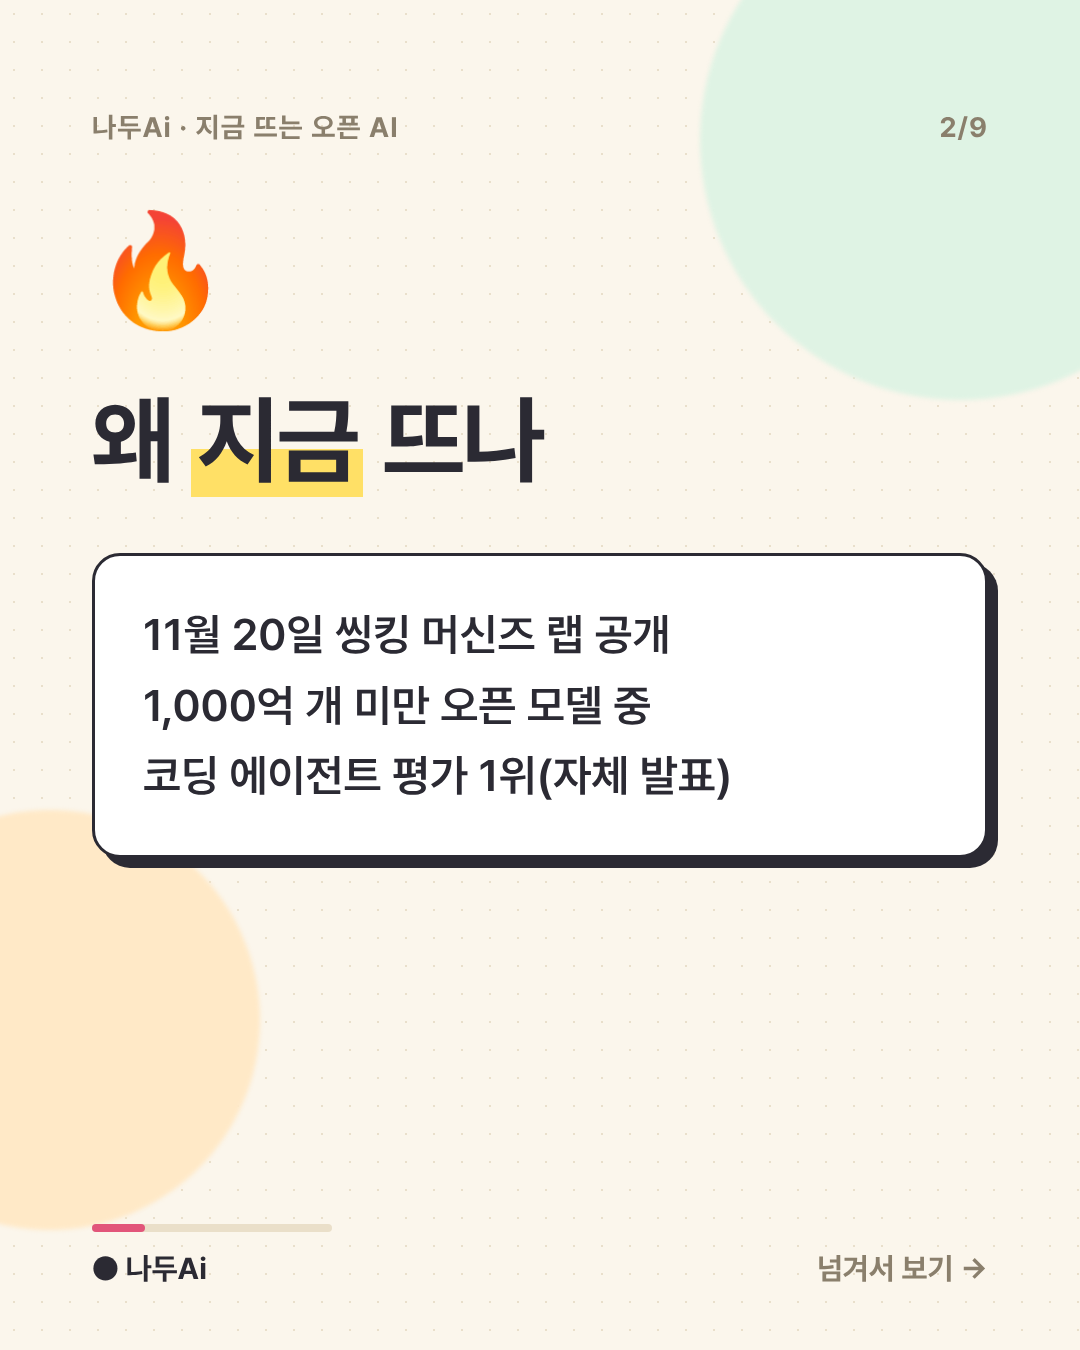 나두Ai · 지금 뜨는 오픈 AI
2/9
왜 지금 뜨나
11월 20일 씽킹 머신즈 랩 공개
1,000억 개 미만 오픈 모델 중
코딩 에이전트 평가 1위(자체 발표)
나두Ai
넘겨서 보기 →